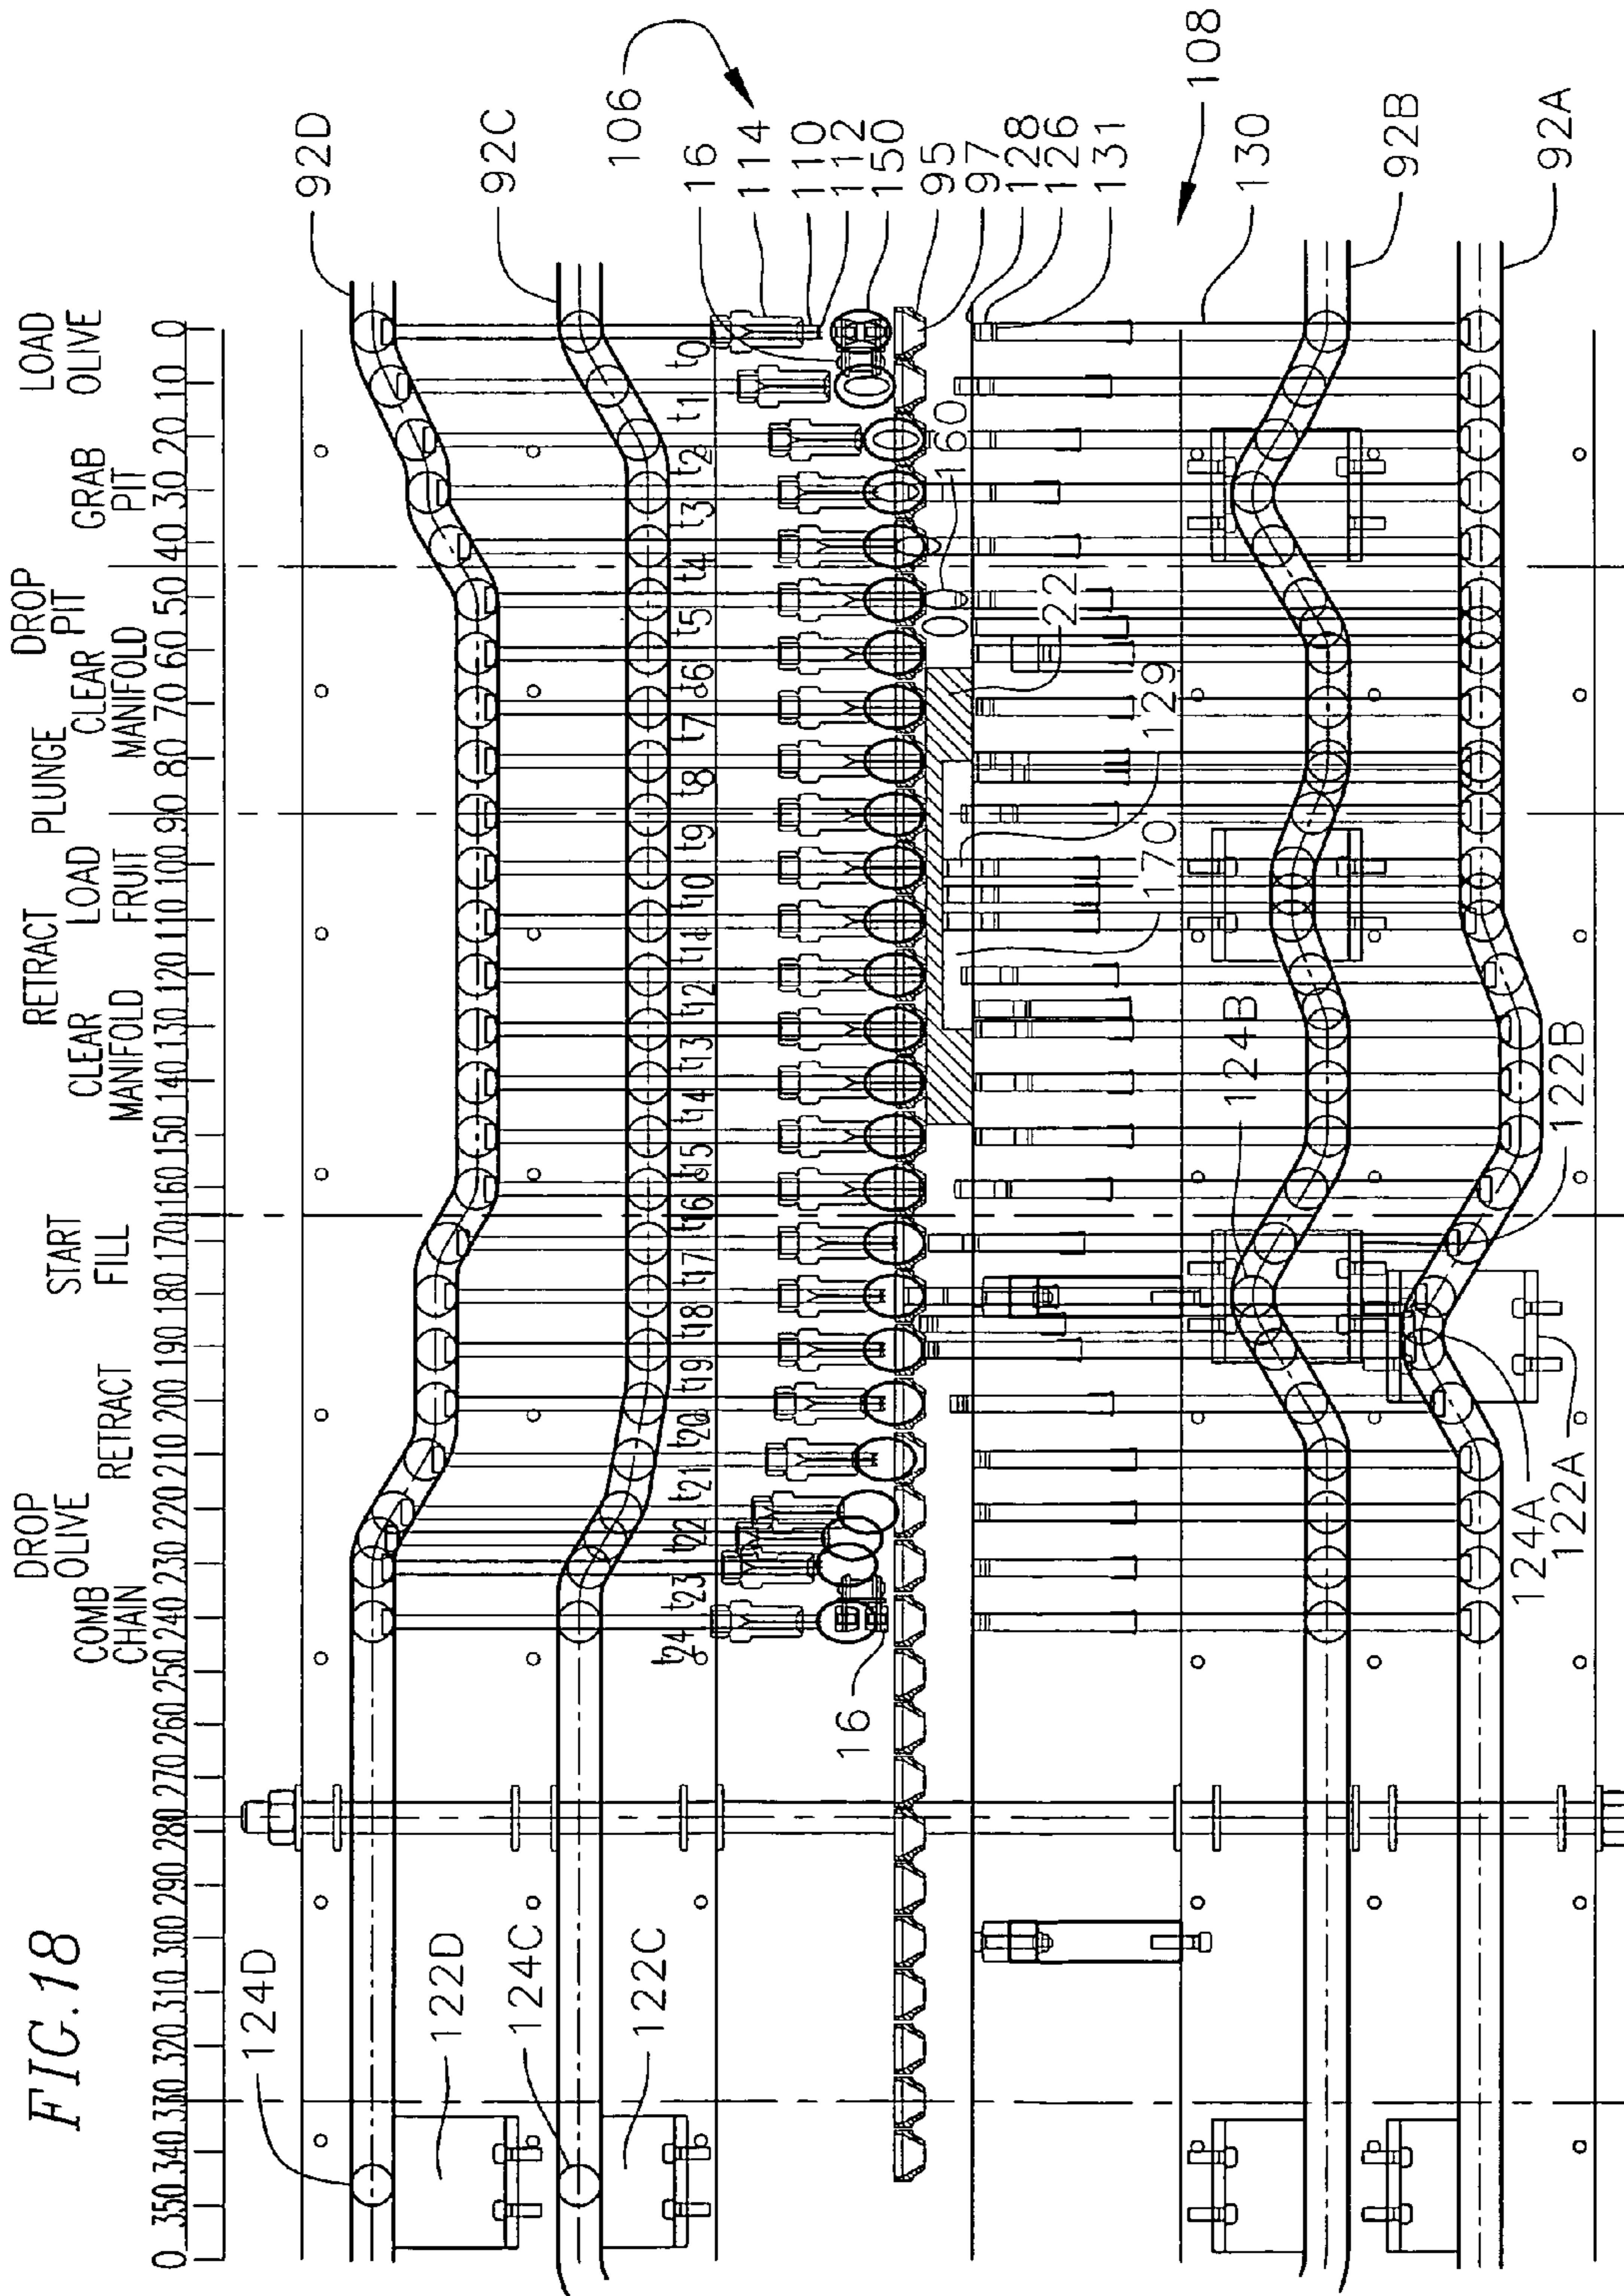 FIG. 18
COMB
CHAIN
DROP
OLIVE
RETRACT
START
FILL
CLEAR
MANIFOLD
RETRACT
CLEAR
LOAD
FRUIT
PLUNGE
CLEAR
MANIFOLD
DROP
PIT
GRAB
PIT
LOAD
OLIVE
0 350 340 330 320 310 300 290 280 270 260 250 240 230 220 210 200 190 180 170 160 150 140 130 120 110 100 90 80 70 60 50 40 30 20 10 0
124D
122D
124C
122C
92D
92C
106
16
114
110
112
150
95
97
128
126
131
108
130
92B
92A
t24 t23 t22 t21 t20 t19 t18 t17 t16 t15 t14 t13 t12 t11 t10 t9 t8 t7 t6 t5 t4 t3 t2 t1 t0
16
160
22
129
170
124B
122B
124A
122A